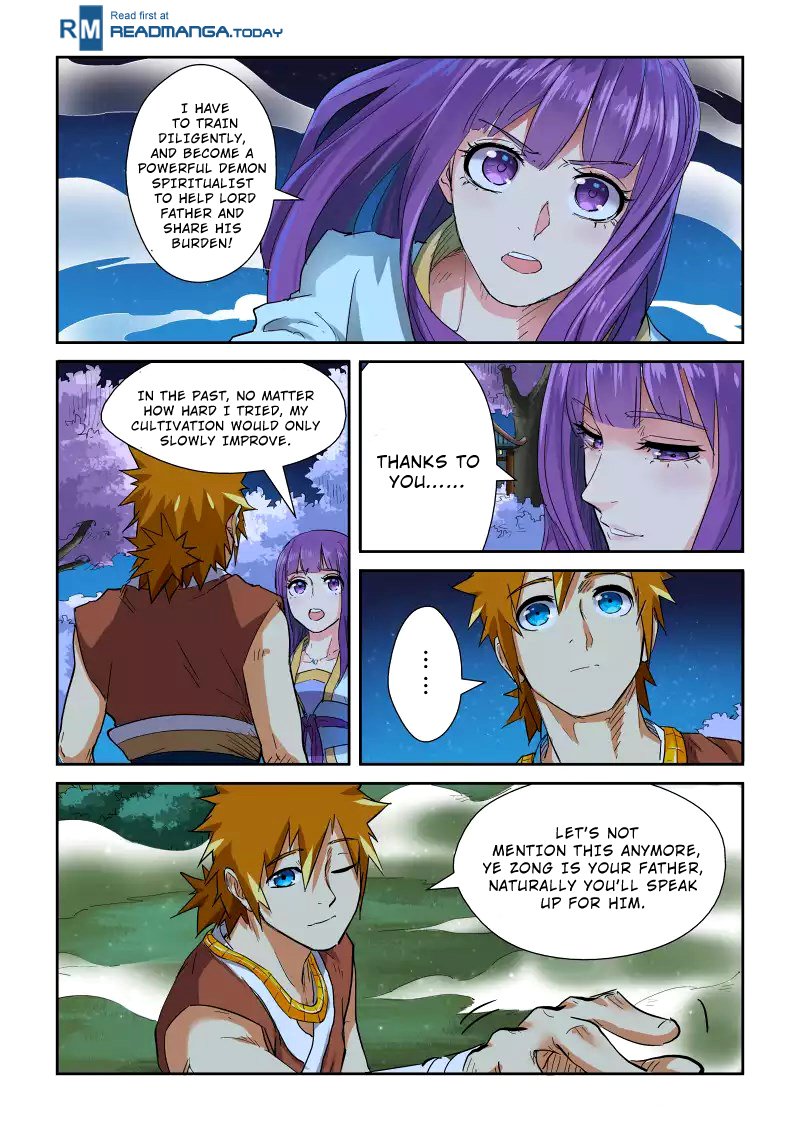 Read first at
RM READMANGA.TODAY
I HAVE
TO TRAIN
DILIGENTLY,
AND BECOME A
POWERFUL DEMON
SPIRITUALIST
TO HELP LORD
FATHER AND
SHARE HIS
BURDEN!
IN THE PAST, NO MATTER
HOW HARD I TRIED, MY
CULTIVATION WOULD ONLY
SLOWLY IMPROVE.
THANKS TO
YOU......
......
LET'S NOT
MENTION THIS ANYMORE,
YE ZONG IS YOUR FATHER,
NATURALLY YOU'LL SPEAK
UP FOR HIM.